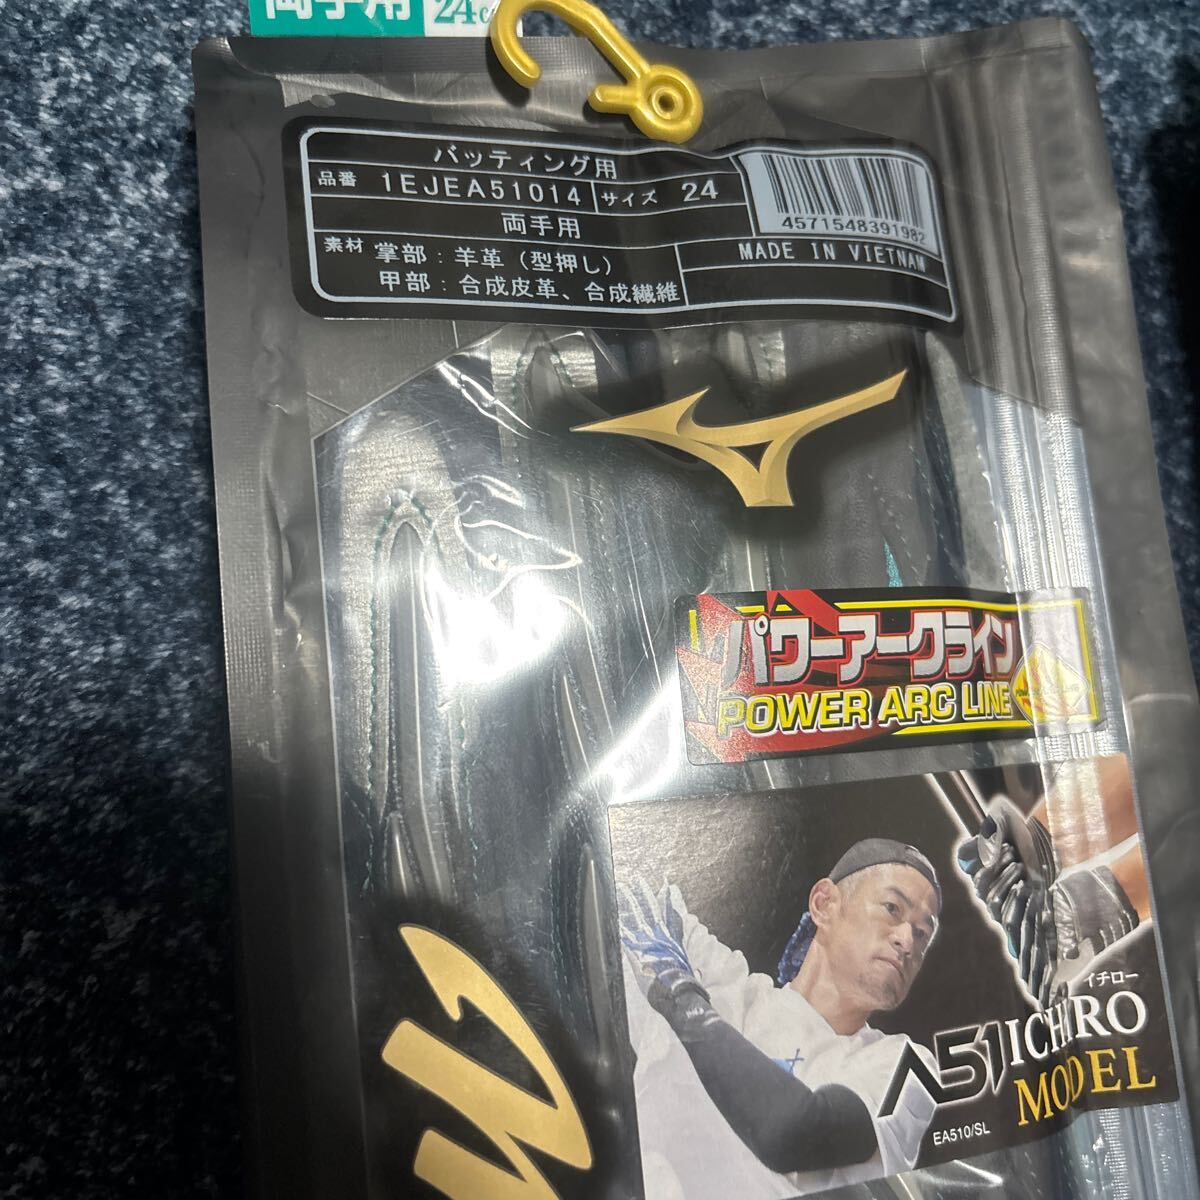 両手用 24c
バッティング用
品番 1EJEA51014 サイズ 24
両手用
素材 掌部：羊革（型押し）
甲部：合成皮革、合成繊維
4571548391982
MADE IN VIETNAM
パワーアークライン
POWER ARC LINE
イチロー
A51 ICHIRO
MODEL
EA510/SL